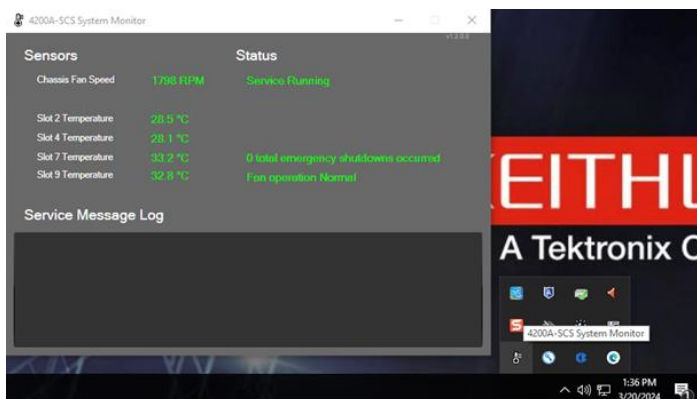 4200A-SCS System Monitor
v1.2.0.0
Sensors
Status
Chassis Fan Speed
1798 RPM
Service Running
Slot 2 Temperature
28.5 °C
Slot 4 Temperature
28.1 °C
Slot 7 Temperature
33.2 °C
0 total emergency shutdowns occurred
Slot 9 Temperature
32.8 °C
Fan operation Normal
Service Message Log
EITHL
A Tektronix C
4200A-SCS System Monitor
1:36 PM
3/20/2024